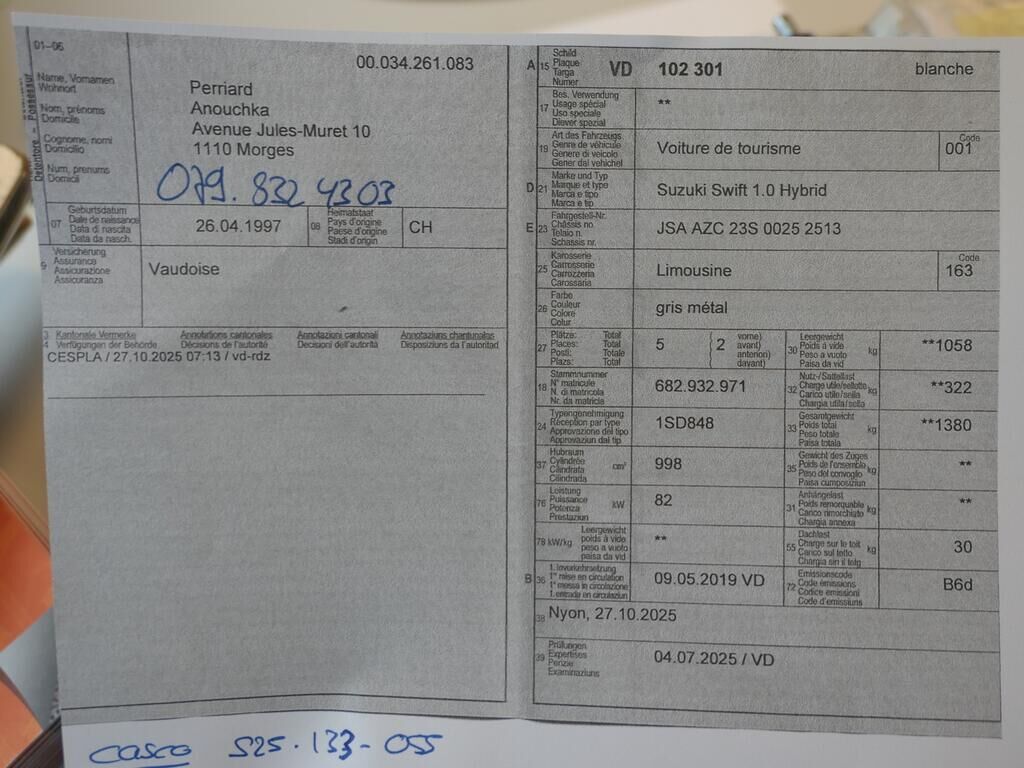 01-06
00.034.261.083
Name, Vornamen
Wohnort
Nom, prénoms
Domicile
Cognome, nomi
Domicilio
Num, prenums
Domicil
Perriard
Anouchka
Avenue Jules-Muret 10
1110 Morges
079. 832 43 03
07 Geburtsdatum
Date de naissance
Data di nascita
Data da nasch.
26.04.1997
08 Heimatstaat
Pays d'origine
Paese d'origine
Stadi d'origin
CH
9 Versicherung
Assurance
Assicurazione
Assicuranza
Vaudoise
3 Kantonale Vermerke Annotations cantonales Annotazioni cantonali Annotaziuns chantunalas
4 Verfügungen der Behörde Décisions de l'autorité Decisioni dell'autorità Disposiziuns da l'autoritad
CESPLA / 27.10.2025 07:13 / vd-rdz
A 15 Schild
Plaque
Targa
Numer
VD 102 301 blanche
17 Bes. Verwendung
Usage spécial
Uso speciale
Diever spezial
**
19 Art des Fahrzeugs
Genre de véhicule
Genere di veicolo
Gener dal vehichel
Voiture de tourisme
Code
001
D 21 Marke und Typ
Marque et type
Marca e tipo
Marca e tip
Suzuki Swift 1.0 Hybrid
E 23 Fahrgestell-Nr.
Châssis no.
Telaio n.
Schassis nr.
JSA AZC 23S 0025 2513
25 Karosserie
Carrosserie
Carrozzeria
Carossaria
Limousine
Code
163
26 Farbe
Couleur
Colore
Colur
gris métal
27 Plätze: Total
Places: Total
Posti: Totale
Plazs: Total
5 ( 2 vorne)
avant)
anteriori)
davant)
30 Leergewicht
Poids à vide
Peso a vuoto
Paisa da vid
kg
**1058
18 Stammnummer
N° matricule
N. di matricola
Nr. da matricla
682.932.971
32 Nutz-/Sattellast
Charge utile/sellette
Carico utile/sella
Chargia utila/sella
kg
**322
24 Typengenehmigung
Réception par type
Approvazione del tipo
Approvaziun dal tip
1SD848
33 Gesamtgewicht
Poids total
Peso totale
Paisa totala
kg
**1380
37 Hubraum
Cylindrée
Cilindrata
Cilindrada
cm³
998
35 Gewicht des Zuges
Poids de l'ensemble
Peso del convoglio
Paisa cumposiziun
kg
**
76 Leistung
Puissance
Potenza
Prestaziun
kW
82
31 Anhängelast
Poids remorquable
Carico rimorchiato
Chargia annexa
kg
**
78 kW/kg Leergewicht
poids à vide
peso a vuoto
paisa da vid
**
55 Dachlast
Charge sur le toit
Carico sul tetto
Chargia sin il tetg
kg
30
B 36 1. Inverkehrsetzung
1re mise en circulation
1a messa in circolazione
1. entrada en circulaziun
09.05.2019 VD
72 Emissionscode
Code émissions
Codice emissioni
Code d'emissiuns
B6d
38 Nyon, 27.10.2025
39 Prüfungen
Expertises
Perizie
Examinaziuns
04.07.2025 / VD
casco 525.133-055